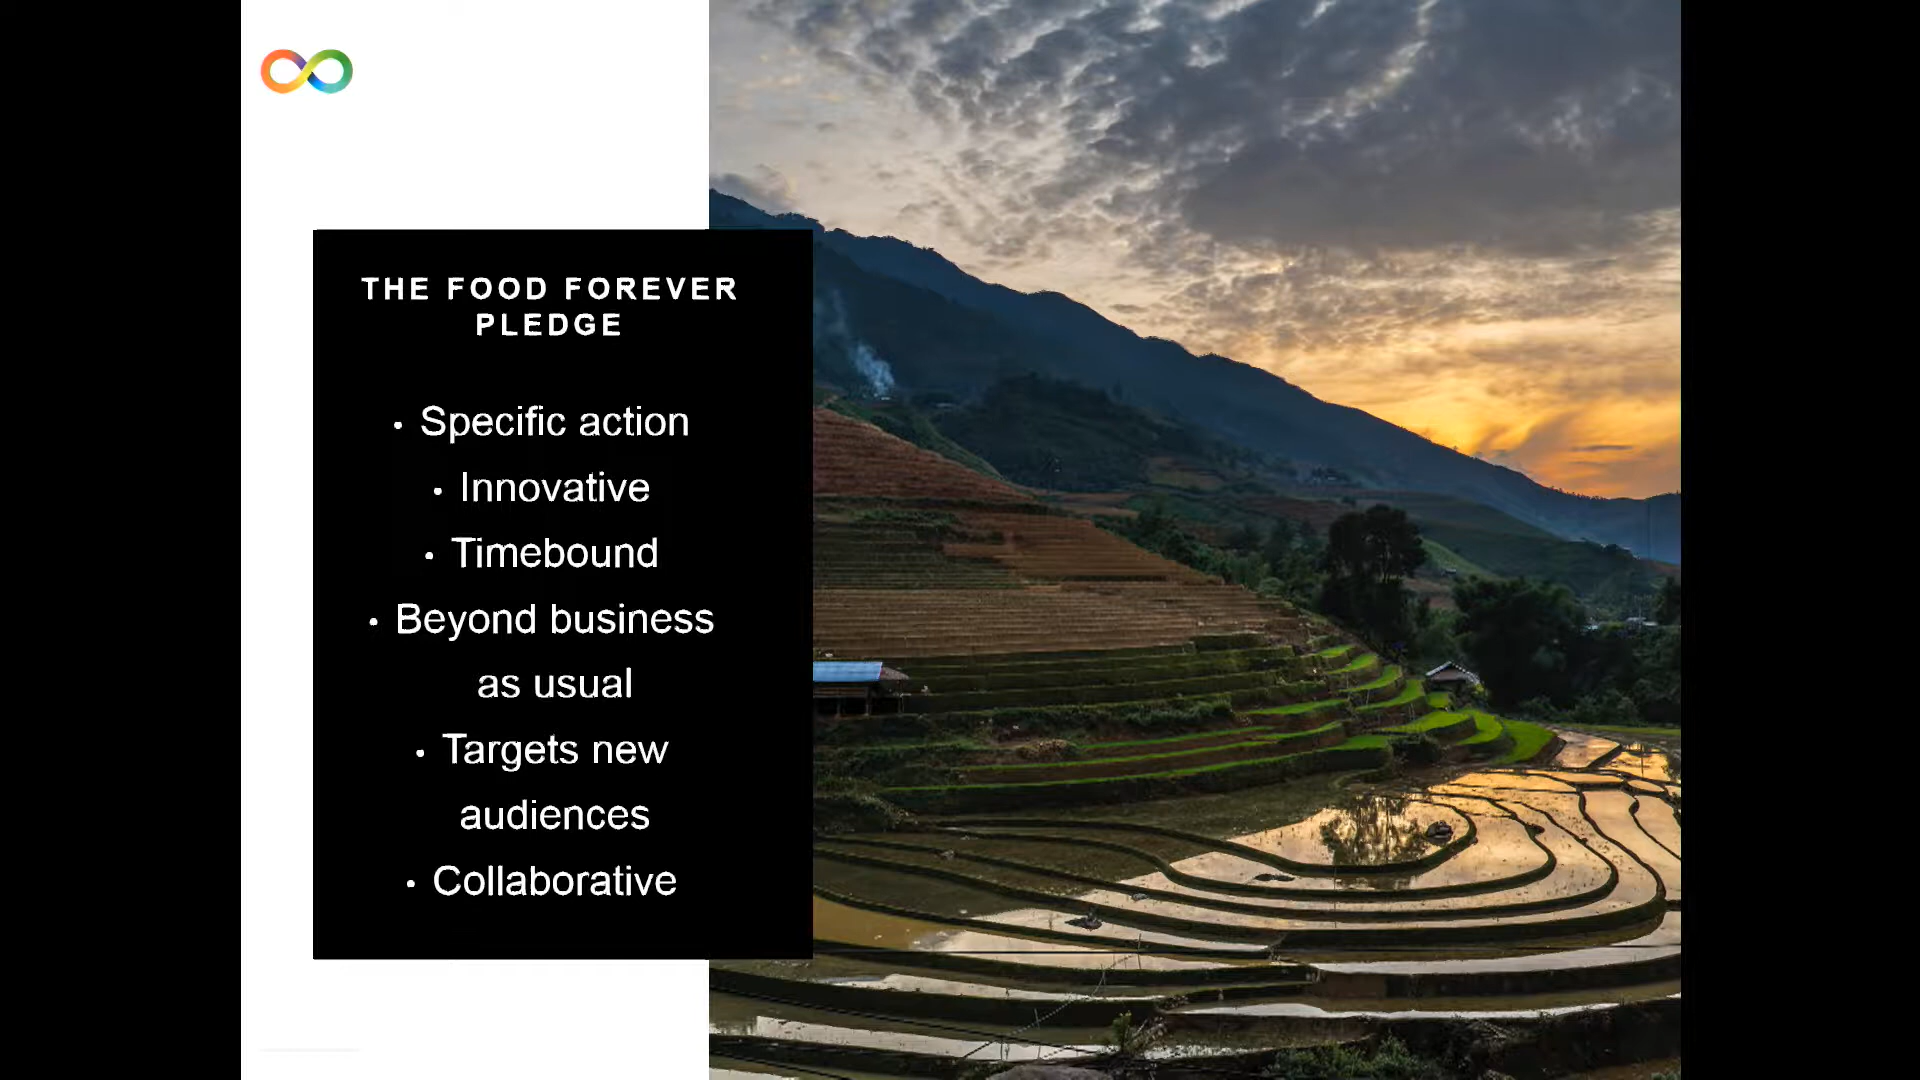 THE FOOD FOREVER
PLEDGE
• Specific action
• Innovative
• Timebound
• Beyond business
as usual
• Targets new
audiences
• Collaborative